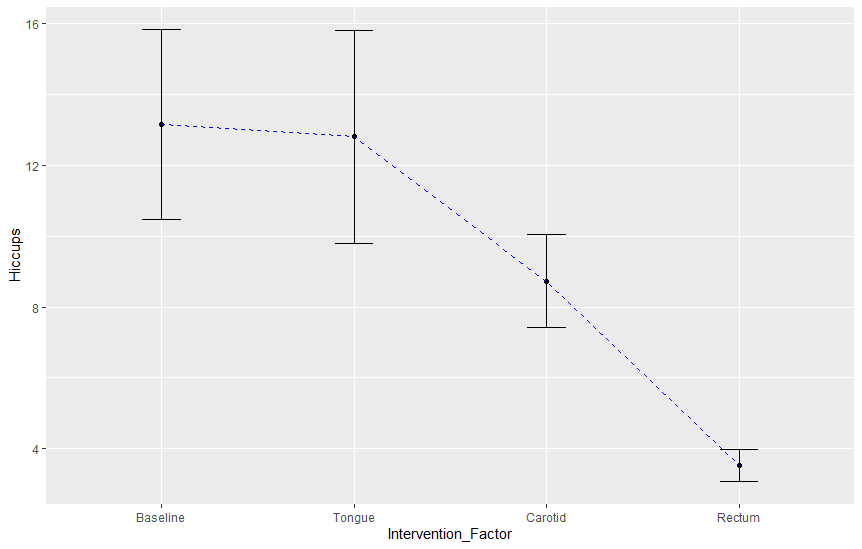 16
12
8
4
Hiccups
Baseline Tongue Carotid Rectum
Intervention_Factor